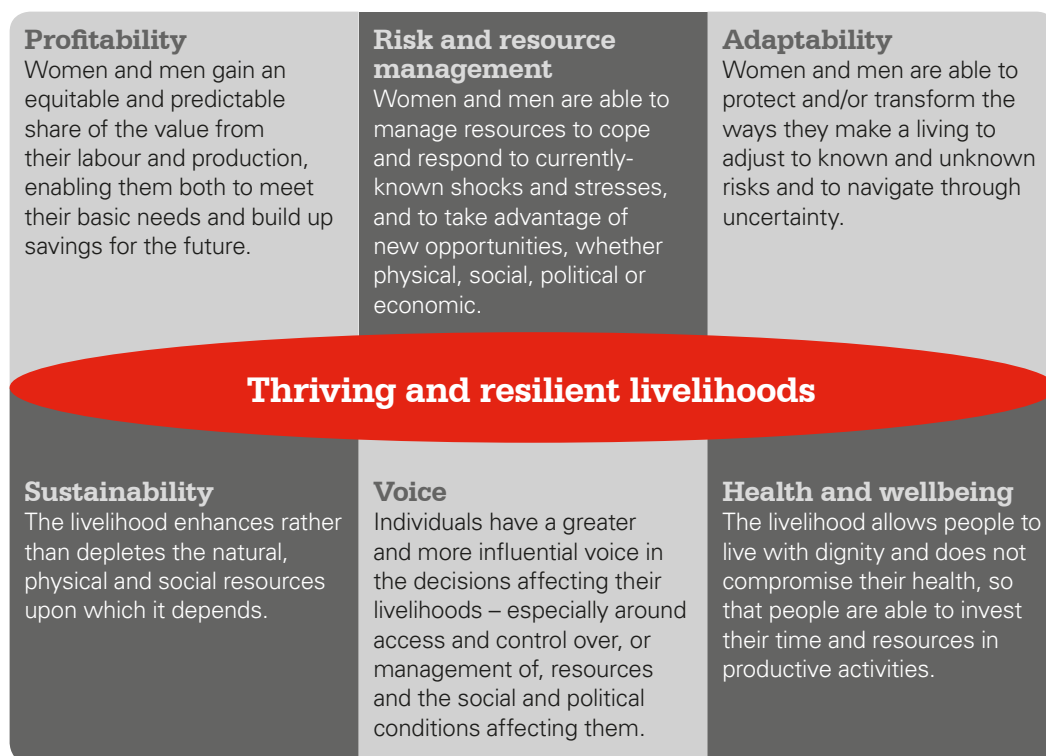 Profitability
Women and men gain an
equitable and predictable
share of the value from
their labour and production,
enabling them both to meet
their basic needs and build up
savings for the future.
Risk and resource
management
Women and men are able to
manage resources to cope
and respond to currently-
known shocks and stresses,
and to take advantage of
new opportunities, whether
physical, social, political or
economic.
Adaptability
Women and men are able to
protect and/or transform the
ways they make a living to
adjust to known and unknown
risks and to navigate through
uncertainty.
Thriving and resilient livelihoods
Sustainability
The livelihood enhances rather
than depletes the natural,
physical and social resources
upon which it depends.
Voice
Individuals have a greater
and more influential voice in
the decisions affecting their
livelihoods – especially around
access and control over, or
management of, resources
and the social and political
conditions affecting them.
Health and wellbeing
The livelihood allows people to
live with dignity and does not
compromise their health, so
that people are able to invest
their time and resources in
productive activities.